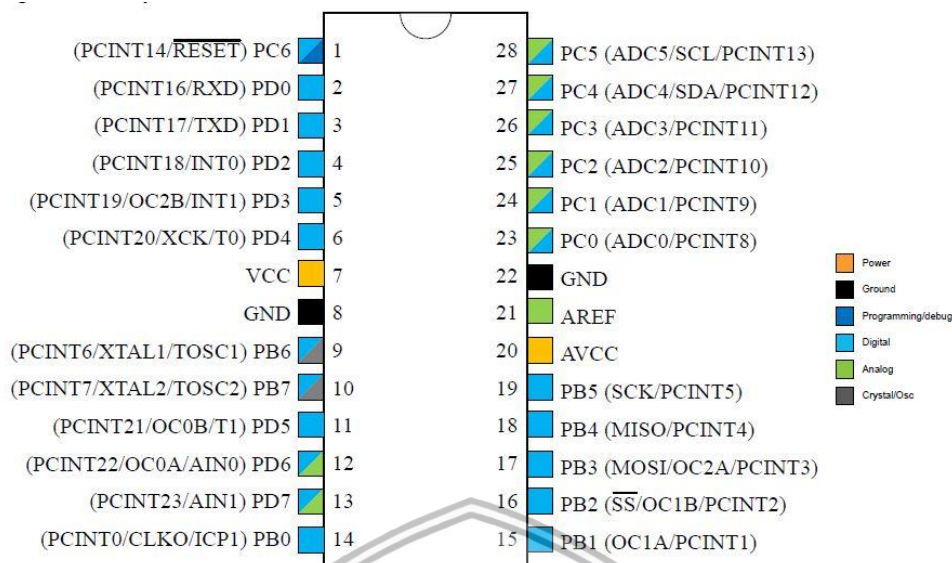 (PCINT14/RESET) PC6 1
(PCINT16/RXD) PD0 2
(PCINT17/TXD) PD1 3
(PCINT18/INT0) PD2 4
(PCINT19/OC2B/INT1) PD3 5
(PCINT20/XCK/T0) PD4 6
VCC 7
GND 8
(PCINT6/XTAL1/TOSC1) PB6 9
(PCINT7/XTAL2/TOSC2) PB7 10
(PCINT21/OC0B/T1) PD5 11
(PCINT22/OC0A/AIN0) PD6 12
(PCINT23/AIN1) PD7 13
(PCINT0/CLKO/ICP1) PB0 14
28 PC5 (ADC5/SCL/PCINT13)
27 PC4 (ADC4/SDA/PCINT12)
26 PC3 (ADC3/PCINT11)
25 PC2 (ADC2/PCINT10)
24 PC1 (ADC1/PCINT9)
23 PC0 (ADC0/PCINT8)
22 GND
21 AREF
20 AVCC
19 PB5 (SCK/PCINT5)
18 PB4 (MISO/PCINT4)
17 PB3 (MOSI/OC2A/PCINT3)
16 PB2 (SS/OC1B/PCINT2)
15 PB1 (OC1A/PCINT1)
Power
Ground
Programming/debug
Digital
Analog
Crystal/Osc